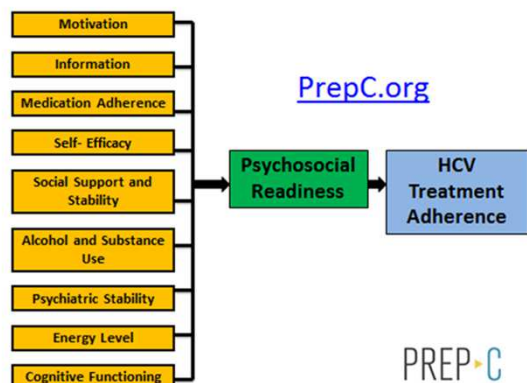 Motivation
Information
Medication Adherence
Self- Efficacy
Social Support and
Stability
Alcohol and Substance
Use
Psychiatric Stability
Energy Level
Cognitive Functioning
PrepC.org
Psychosocial
Readiness
HCV
Treatment
Adherence
PREP C